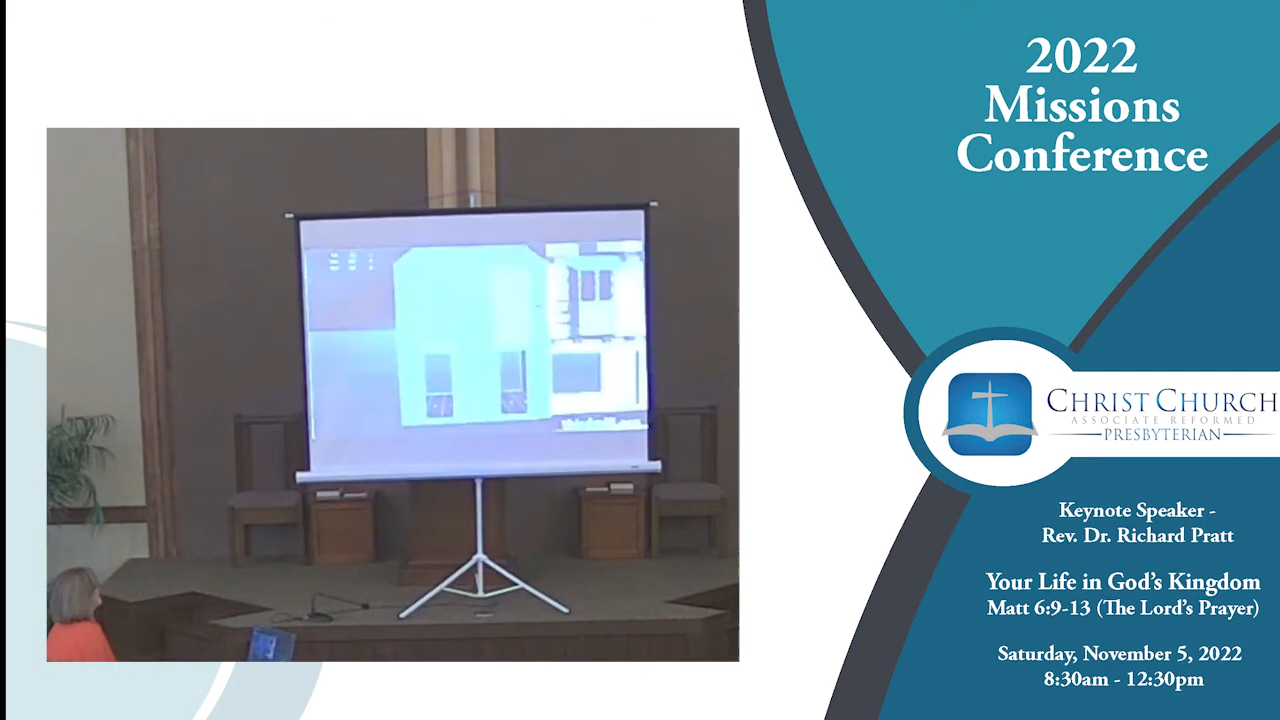 2022
Missions
Conference
CHRIST CHURCH
ASSOCIATE REFORMED
PRESBYTERIAN
Keynote Speaker -
Rev. Dr. Richard Pratt
Your Life in God's Kingdom
Matt 6:9-13 (The Lord's Prayer)
Saturday, November 5, 2022
8:30am - 12:30pm